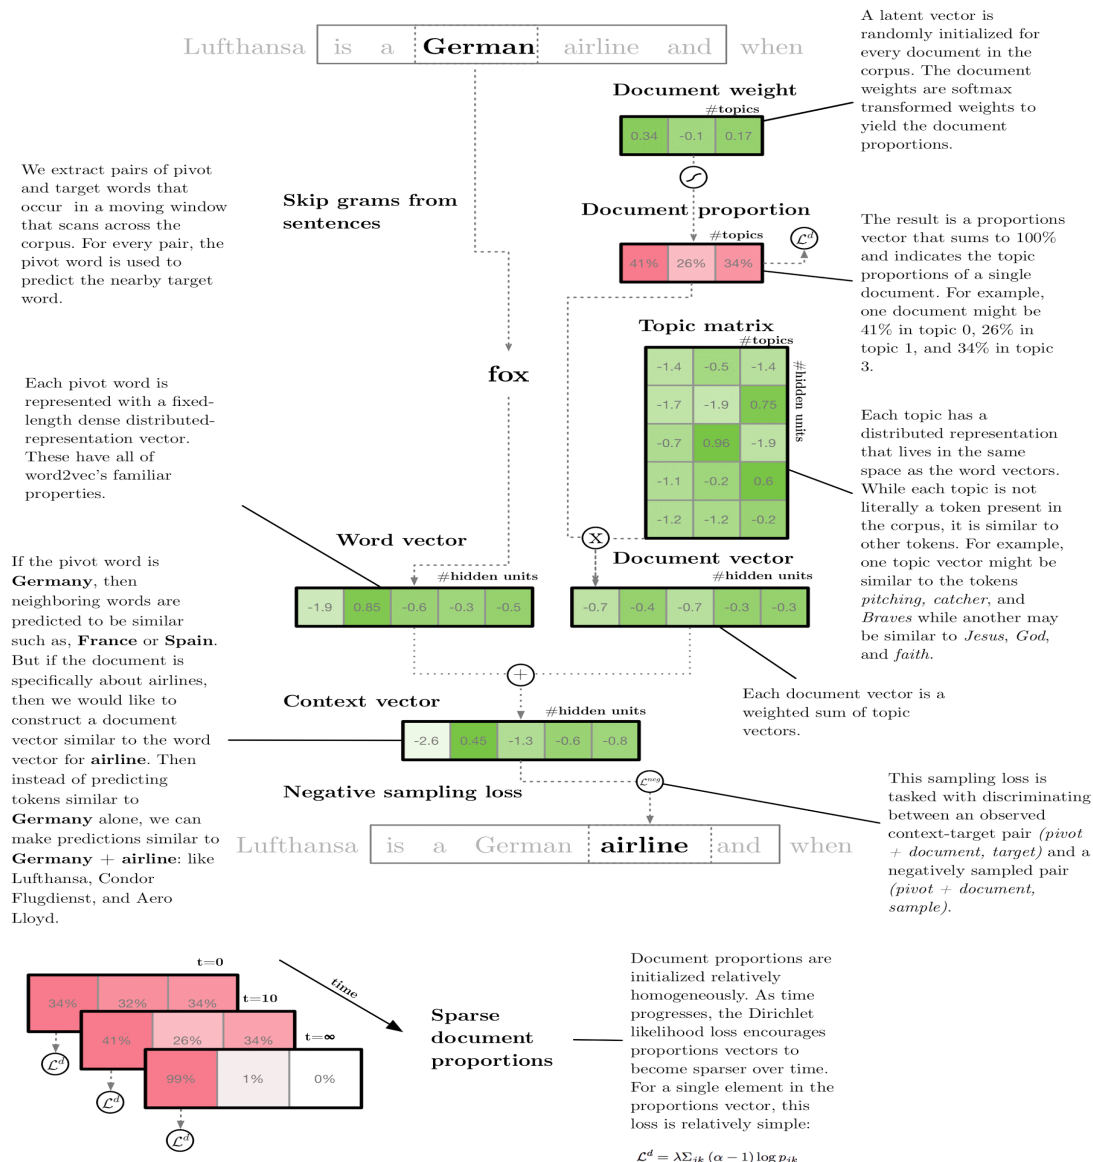 Lufthansa is a German airline and when
A latent vector is
randomly initialized for
every document in the
corpus. The document
weights are softmax
transformed weights to
yield the document
proportions.
Document weight
#topics
0.34 -0.1 0.17
We extract pairs of pivot
and target words that
occur in a moving window
that scans across the
corpus. For every pair, the
pivot word is used to
predict the nearby target
word.
Skip grams from
sentences
Document proportion
#topics
41% 26% 34%
ℒᵈ
The result is a proportions
vector that sums to 100%
and indicates the topic
proportions of a single
document. For example,
one document might be
41% in topic 0, 26% in
topic 1, and 34% in topic
3.
Topic matrix
#topics
#hidden units
-1.4 -0.5 -1.4
-1.7 -1.9 0.75
-0.7 0.96 -1.9
-1.1 -0.2 0.6
-1.2 -1.2 -0.2
fox
Each pivot word is
represented with a fixed-
length dense distributed-
representation vector.
These have all of
word2vec's familiar
properties.
Each topic has a
distributed representation
that lives in the same
space as the word vectors.
While each topic is not
literally a token present in
the corpus, it is similar to
other tokens. For example,
one topic vector might be
similar to the tokens
pitching, catcher, and
Braves while another may
be similar to Jesus, God,
and faith.
X
Word vector
#hidden units
-1.9 0.85 -0.6 -0.3 -0.5
Document vector
#hidden units
-0.7 -0.4 -0.7 -0.3 -0.3
If the pivot word is
Germany, then
neighboring words are
predicted to be similar
such as, France or Spain.
But if the document is
specifically about airlines,
then we would like to
construct a document
vector similar to the word
vector for airline. Then
instead of predicting
tokens similar to
Germany alone, we can
make predictions similar to
Germany + airline: like
Lufthansa, Condor
Flugdienst, and Aero
Lloyd.
+
Each document vector is a
weighted sum of topic
vectors.
Context vector
#hidden units
-2.6 0.45 -1.3 -0.6 -0.8
Negative sampling loss
ℒⁿᵉᵍ
This sampling loss is
tasked with discriminating
between an observed
context-target pair (pivot
+ document, target) and a
negatively sampled pair
(pivot + document,
sample).
Lufthansa is a German airline and when
t=0
34% 32% 34%
t=10
41% 26% 34%
t=∞
99% 1% 0%
ℒᵈ
ℒᵈ
ℒᵈ
time
Sparse
document
proportions
Document proportions are
initialized relatively
homogeneously. As time
progresses, the Dirichlet
likelihood loss encourages
proportions vectors to
become sparser over time.
For a single element in the
proportions vector, this
loss is relatively simple:
ℒᵈ = λΣⱼₖ (α − 1) log pⱼₖ